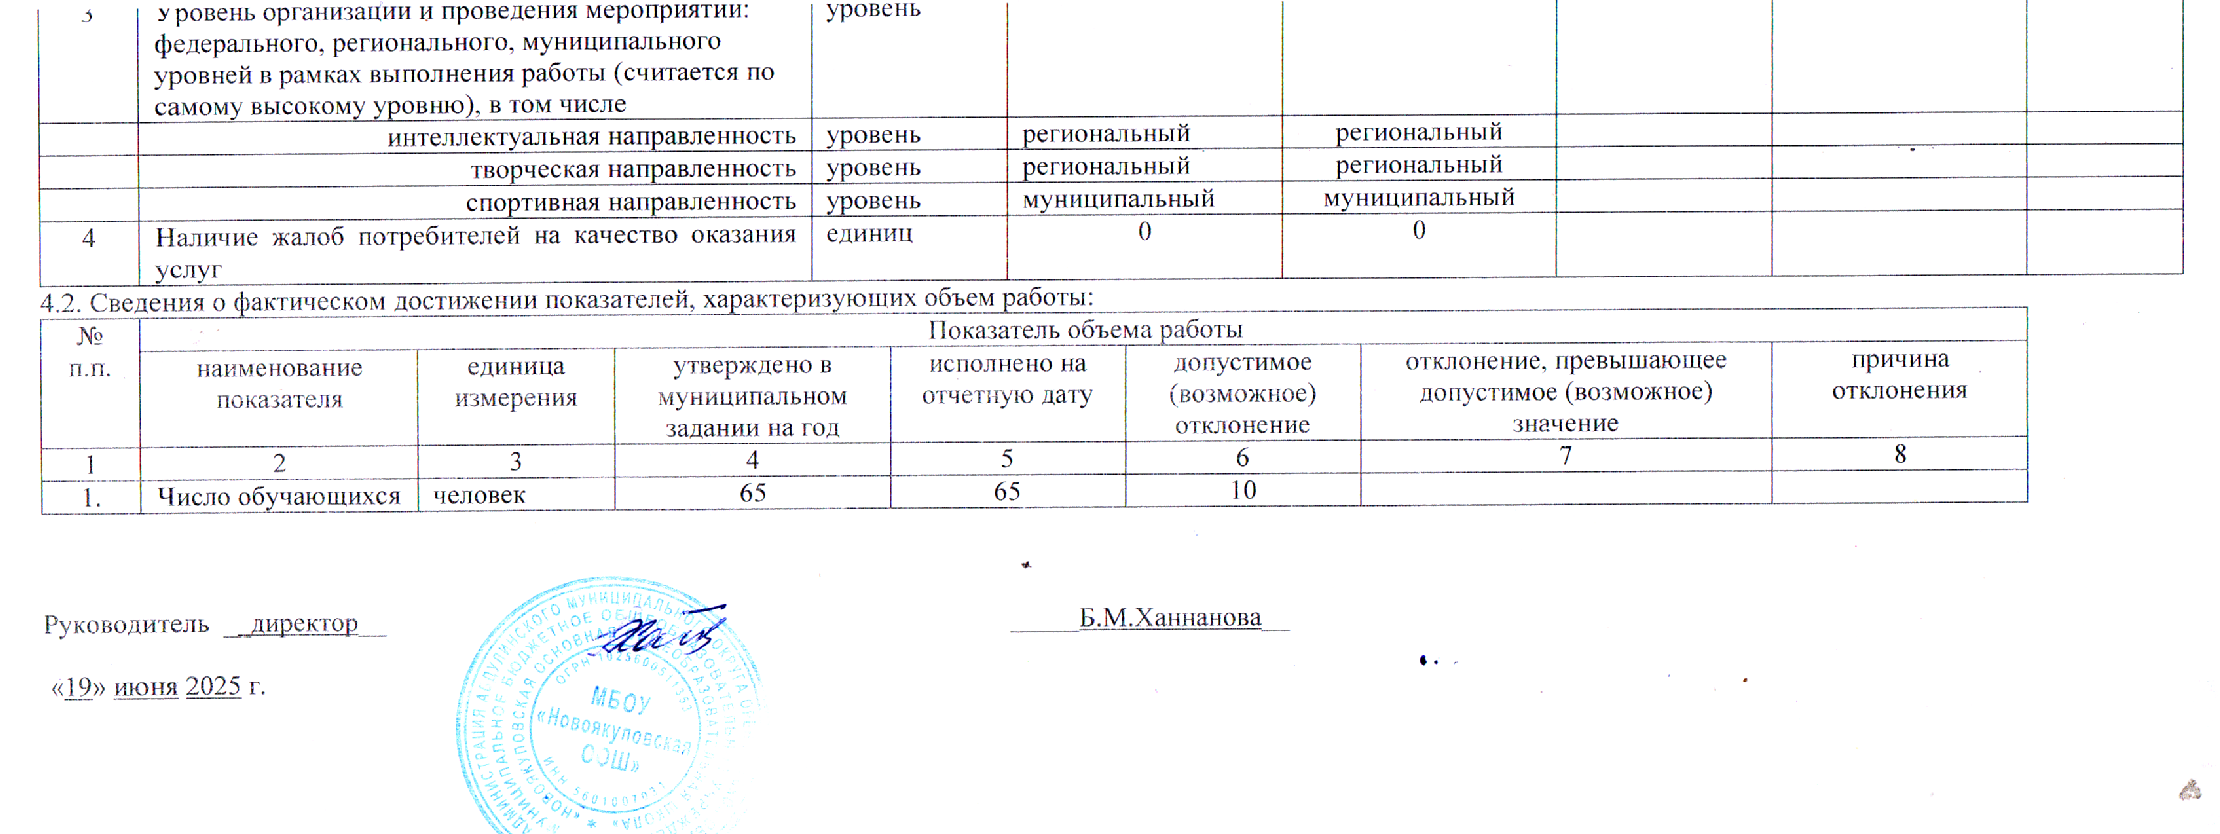 3 Уровень организации и проведения мероприятий: уровень
федерального, регионального, муниципального
уровней в рамках выполнения работы (считается по
самому высокому уровню), в том числе
интеллектуальная направленность уровень региональный региональный
творческая направленность уровень региональный региональный
спортивная направленность уровень муниципальный муниципальный
4 Наличие жалоб потребителей на качество оказания единиц 0 0
услуг
4.2. Сведения о фактическом достижении показателей, характеризующих объем работы:
№ Показатель объема работы
п.п. наименование единица утверждено в исполнено на допустимое отклонение, превышающее причина
показателя измерения муниципальном отчетную дату (возможное) допустимое (возможное) отклонения
задании на год отклонение значение
1 2 3 4 5 6 7 8
1. Число обучающихся человек 65 65 10
Руководитель директор Б.М.Ханнанова
«19» июня 2025 г.
МБОУ
«Новоякуповская